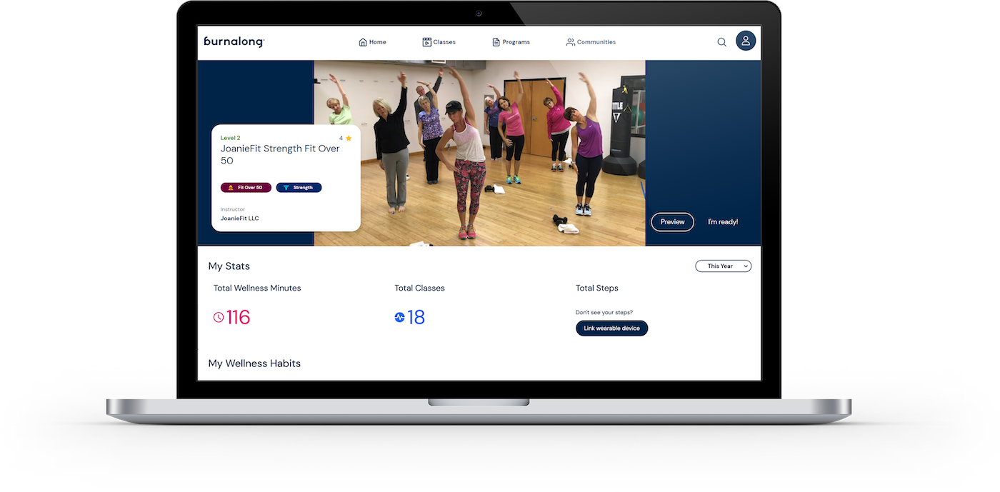 burnalong
Home
Classes
Programs
Communities
Level 2
4
JoanieFit Strength Fit Over
50
Fit Over 50
Strength
Instructor
JoanieFit LLC
TITLE
Preview
I'm ready!
My Stats
This Year
Total Wellness Minutes
Total Classes
Total Steps
116
18
Don't see your steps?
Link wearable device
My Wellness Habits